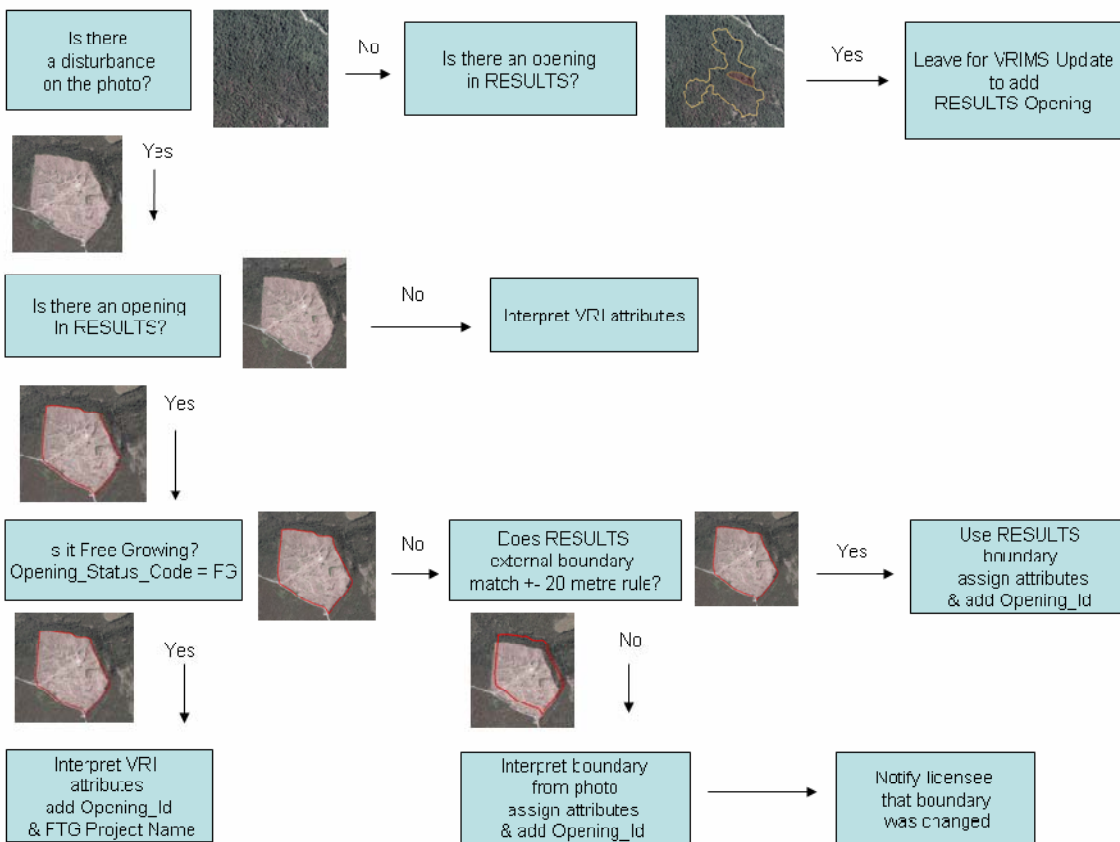 Is there
a disturbance
on the photo?
No
Is there an opening
in RESULTS?
Yes
Leave for VRIMS Update
to add
RESULTS Opening
Yes
Is there an opening
In RESULTS?
No
Interpret VRI attributes
Yes
Is it Free Growing?
Opening_Status_Code = FG
No
Does RESULTS
external boundary
match +- 20 metre rule?
Yes
Use RESULTS
boundary
assign attributes
& add Opening_Id
Yes
No
Interpret VRI
attributes
add Opening_Id
& FTG Project Name
Interpret boundary
from photo
assign attributes
& add Opening_Id
Notify licensee
that boundary
was changed